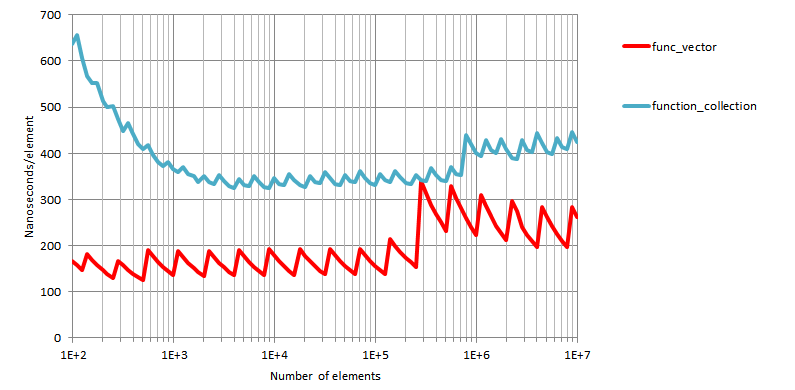 700
600
500
400
300
200
100
0
Nanoseconds/element
1E+2 1E+3 1E+4 1E+5 1E+6 1E+7
Number of elements
func_vector
function_collection